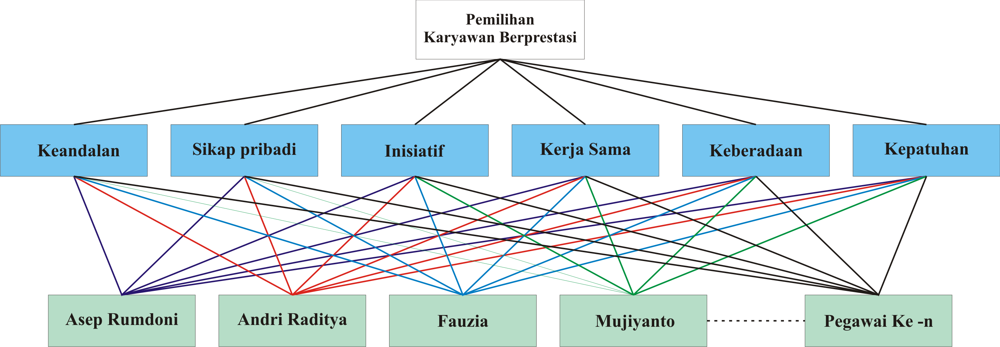 Pemilihan
Karyawan Berprestasi
Keandalan
Sikap pribadi
Inisiatif
Kerja Sama
Keberadaan
Kepatuhan
Asep Rumdoni
Andri Raditya
Fauzia
Mujiyanto
Pegawai Ke -n